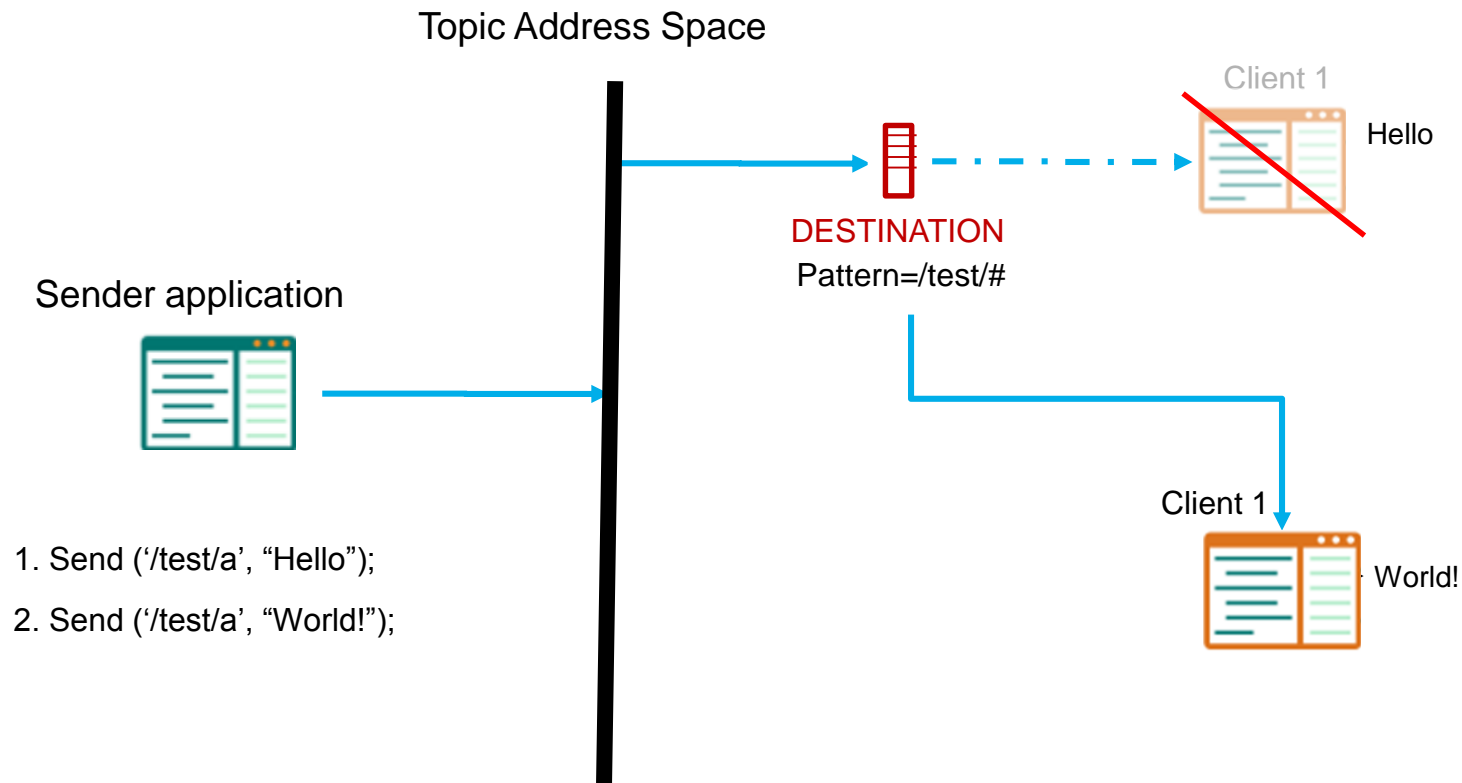 Topic Address Space
Client 1
Hello
DESTINATION
Pattern=/test/#
Sender application
Client 1
World!
1. Send (‘/test/a’, “Hello”);
2. Send (‘/test/a’, “World!”);